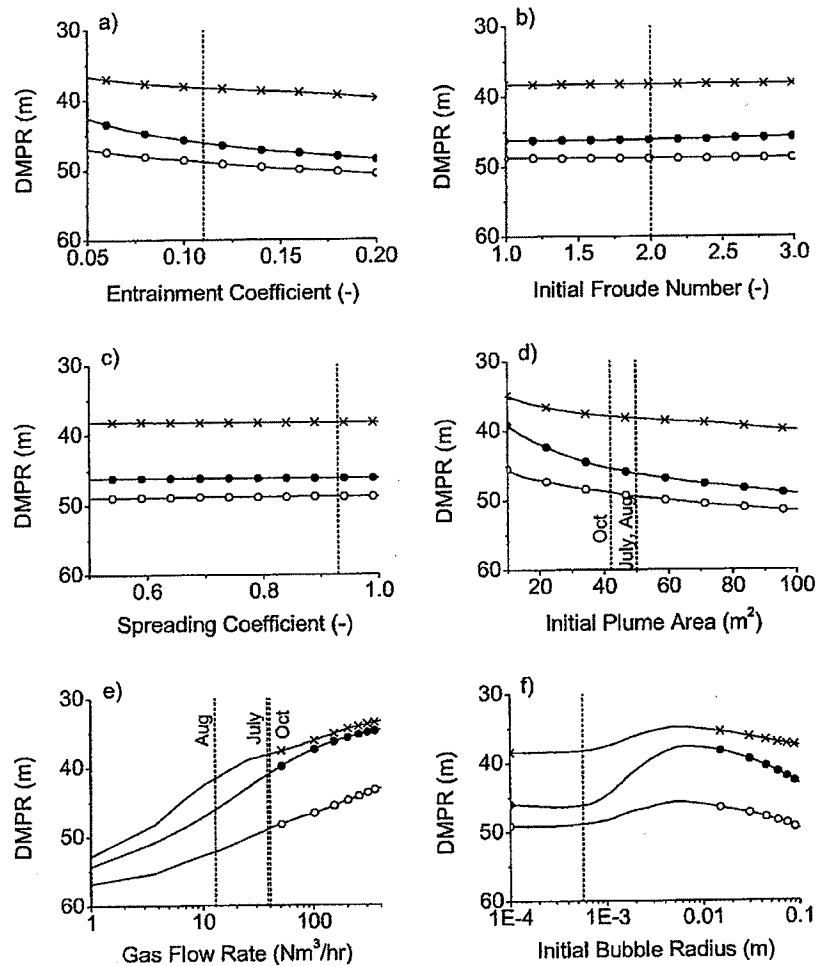 a)
30
40
50
60
DMPR (m)
0.05 0.10 0.15 0.20
Entrainment Coefficient (-)
b)
30
40
50
60
DMPR (m)
1.0 1.5 2.0 2.5 3.0
Initial Froude Number (-)
c)
30
40
50
60
DMPR (m)
0.6 0.8 1.0
Spreading Coefficient (-)
d)
30
40
50
60
DMPR (m)
Oct
July, Aug
20 40 60 80 100
Initial Plume Area (m²)
e)
30
40
50
60
DMPR (m)
Aug
July
Oct
1 10 100
Gas Flow Rate (Nm³/hr)
f)
30
40
50
60
DMPR (m)
1E-4 1E-3 0.01 0.1
Initial Bubble Radius (m)